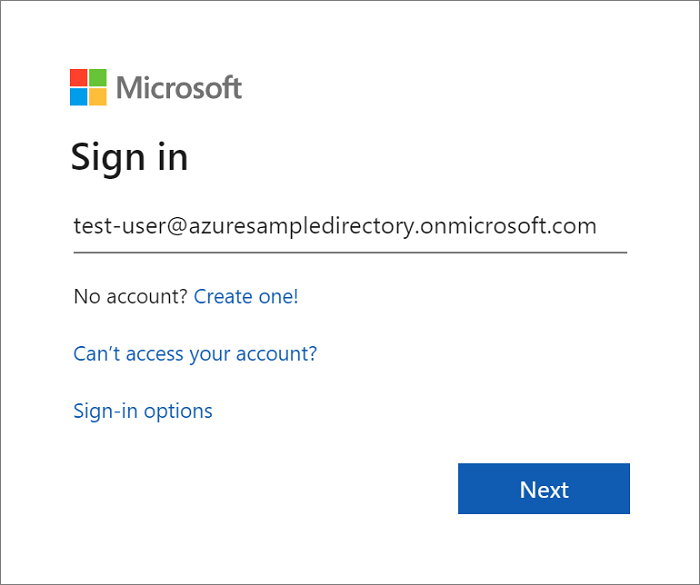 Microsoft
Sign in
test-user@azuresampledirectory.onmicrosoft.com
No account? Create one!
Can’t access your account?
Sign-in options
Next